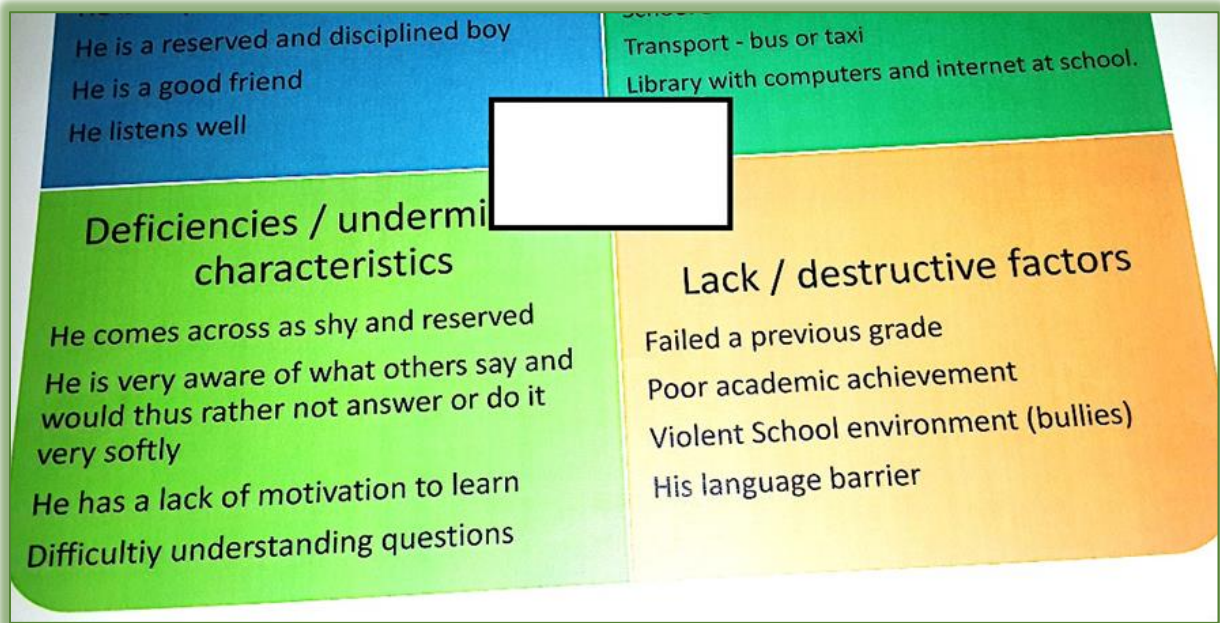 He is a reserved and disciplined boy
He is a good friend
He listens well
Transport - bus or taxi
Library with computers and internet at school.
Deficiencies / undermi
characteristics
He comes across as shy and reserved
He is very aware of what others say and
would thus rather not answer or do it
very softly
He has a lack of motivation to learn
Difficultiy understanding questions
Lack / destructive factors
Failed a previous grade
Poor academic achievement
Violent School environment (bullies)
His language barrier